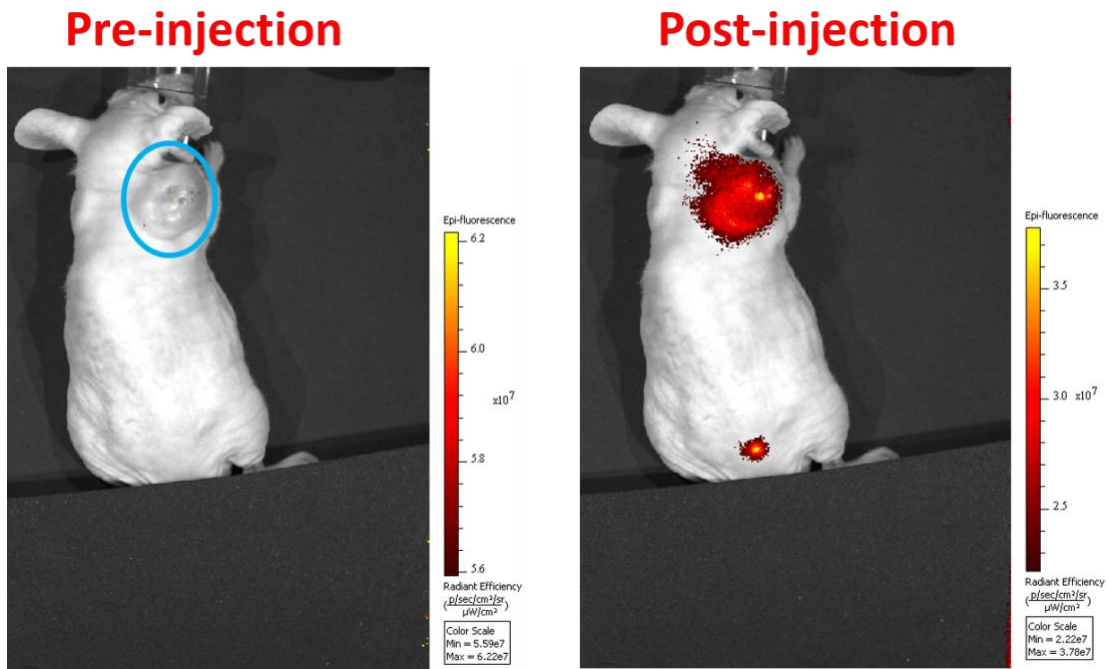 Pre-injection
Post-injection
Epi-fluorescence
6.2
6.0
x10⁷
5.8
5.6
Radiant Efficiency
(p/sec/cm²/sr / µW/cm²)
Color Scale
Min = 5.59e7
Max = 6.22e7
Epi-fluorescence
3.5
3.0 x10⁷
2.5
Radiant Efficiency
(p/sec/cm²/sr / µW/cm²)
Color Scale
Min = 2.22e7
Max = 3.78e7